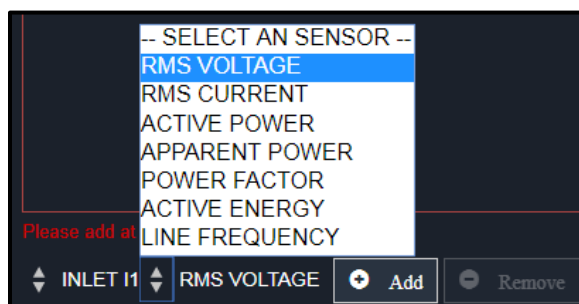 -- SELECT AN SENSOR --
RMS VOLTAGE
RMS CURRENT
ACTIVE POWER
APPARENT POWER
POWER FACTOR
ACTIVE ENERGY
Please add at
LINE FREQUENCY
INLET I1 RMS VOLTAGE Add Remove